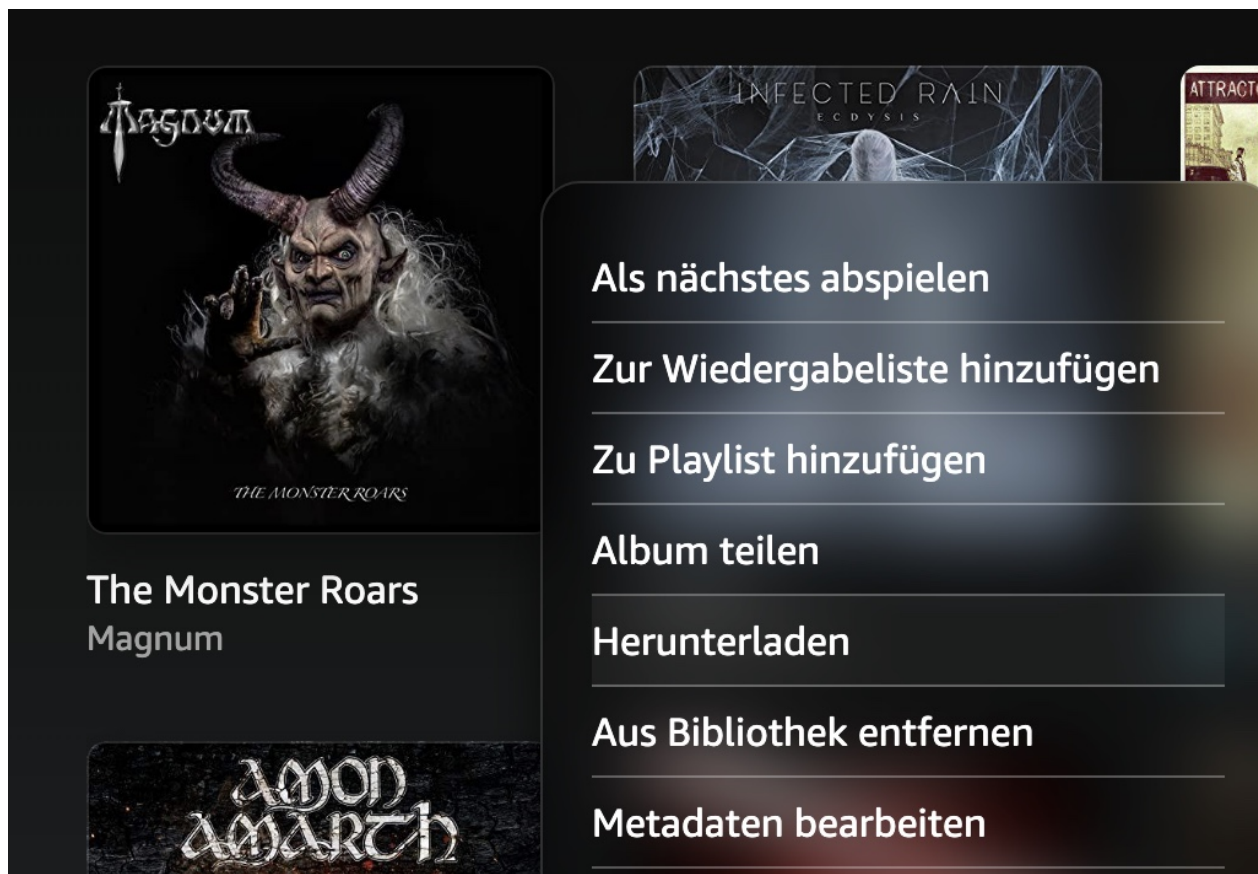 Magnum
THE MONSTER ROARS
The Monster Roars
Magnum
INFECTED RAIN
ECDYSIS
Als nächstes abspielen
Zur Wiedergabeliste hinzufügen
Zu Playlist hinzufügen
Album teilen
Herunterladen
Aus Bibliothek entfernen
Metadaten bearbeiten
AMON
AMARTH